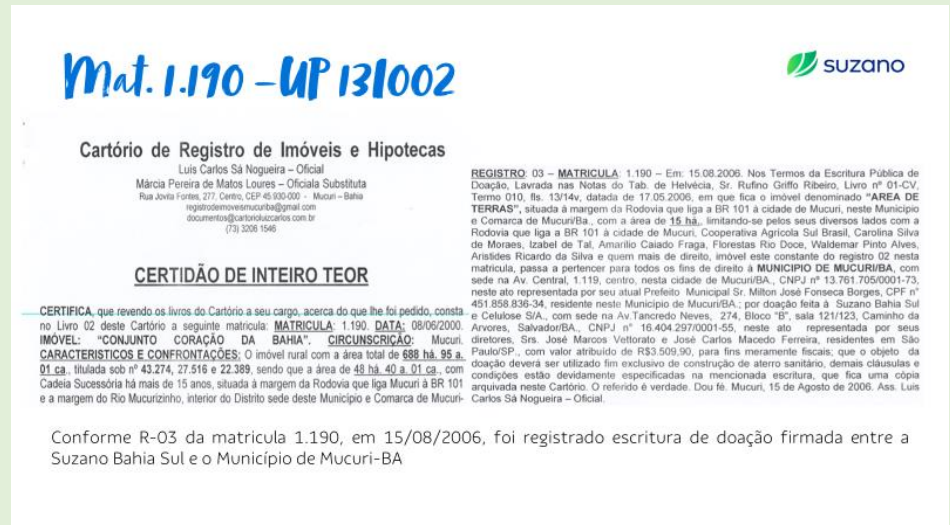 Mat. 1.190 – UP 131002
suzano
Cartório de Registro de Imóveis e Hipotecas
Luis Carlos Sá Nogueira – Oficial
Márcia Pereira de Matos Loures – Oficiala Substituta
Rua Jovita Fontes, 277, Centro, CEP 45.930-000 - Mucuri – Bahia
registrodeimoveismucuriba@gmail.com
documentos@cartorioluizcarlos.com.br
(73) 3206 1546
CERTIDÃO DE INTEIRO TEOR
CERTIFICA, que revendo os livros do Cartório a seu cargo, acerca do que lhe foi pedido, consta
no Livro 02 deste Cartório a seguinte matricula: MATRICULA: 1.190. DATA: 08/06/2000.
IMÓVEL: "CONJUNTO CORAÇÃO DA BAHIA". CIRCUNSCRIÇÃO: Mucuri.
CARACTERISTICOS E CONFRONTAÇÕES: O imóvel rural com a área total de 688 há. 95 a.
01 ca., titulada sob nº 43.274, 27.516 e 22.389, sendo que a área de 48 há. 40 a. 01 ca., com
Cadeia Sucessória há mais de 15 anos, situada à margem da Rodovia que liga Mucuri à BR 101
e a margem do Rio Mucurizinho, interior do Distrito sede deste Município e Comarca de Mucuri-
REGISTRO: 03 – MATRICULA: 1.190 – Em: 15.08.2006. Nos Termos da Escritura Pública de
Doação, Lavrada nas Notas do Tab. de Helvécia, Sr. Rufino Griffo Ribeiro, Livro nº 01-CV,
Termo 010, fls. 13/14v, datada de 17.05.2006, em que fica o imóvel denominado "AREA DE
TERRAS", situada à margem da Rodovia que liga a BR 101 à cidade de Mucuri, neste Municipio
e Comarca de Mucuri/Ba., com a área de 15 há., limitando-se pelos seus diversos lados com a
Rodovia que liga a BR 101 à cidade de Mucuri, Cooperativa Agricola Sul Brasil, Carolina Silva
de Moraes, Izabel de Tal, Amarilio Caiado Fraga, Florestas Rio Doce, Waldemar Pinto Alves,
Aristides Ricardo da Silva e quem mais de direito, imóvel este constante do registro 02 nesta
matricula, passa a pertencer para todos os fins de direito à MUNICIPIO DE MUCURI/BA, com
sede na Av. Central, 1.119, centro, nesta cidade de Mucuri/BA., CNPJ nº 13.761.705/0001-73,
neste ato representada por seu atual Prefeito Municipal Sr. Milton José Fonseca Borges, CPF nº
451.858.836-34, residente neste Municipio de Mucuri/BA.; por doação feita à Suzano Bahia Sul
e Celulose S/A., com sede na Av.Tancredo Neves, 274, Bloco "B", sala 121/123, Caminho da
Arvores, Salvador/BA., CNPJ nº 16.404.297/0001-55, neste ato representada por seus
diretores, Srs. José Marcos Vettorato e José Carlos Macedo Ferreira, residentes em São
Paulo/SP., com valor atribuido de R$3.509,90, para fins meramente fiscais; que o objeto da
doação deverá ser utilizado fim exclusivo de construção de aterro sanitário, demais cláusulas e
condições estão devidamente especificadas na mencionada escritura, que fica uma cópia
arquivada neste Cartório. O referido é verdade. Dou fé. Mucuri, 15 de Agosto de 2006. Ass. Luis
Carlos Sá Nogueira – Oficial.
Conforme R-03 da matricula 1.190, em 15/08/2006, foi registrado escritura de doação firmada entre a
Suzano Bahia Sul e o Município de Mucuri-BA